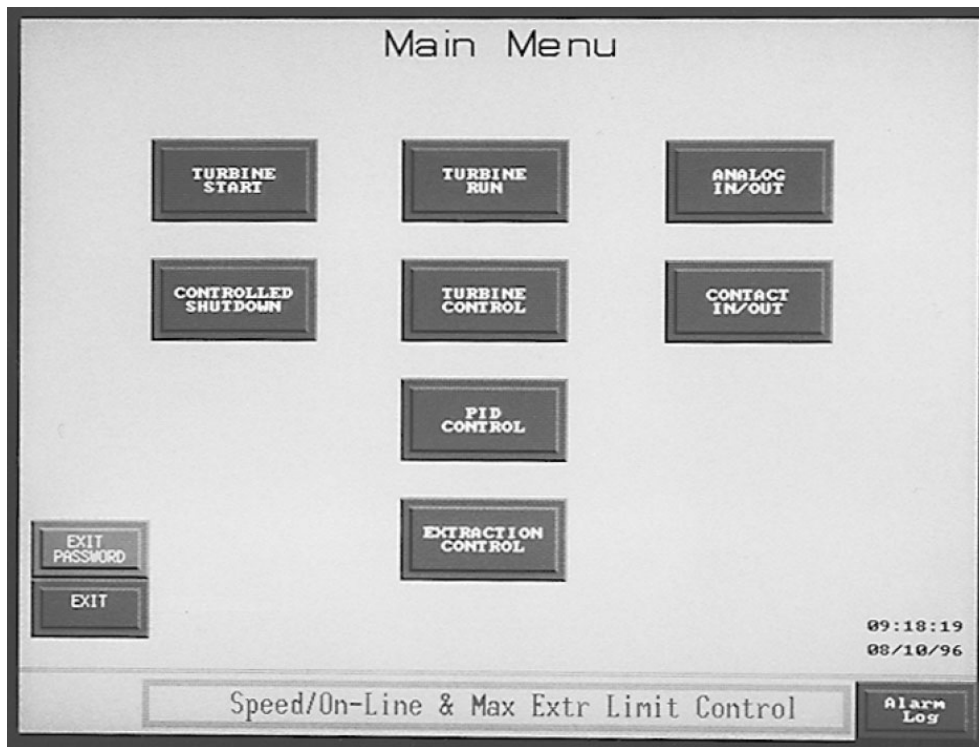 Main Menu
TURBINE
START
TURBINE
RUN
ANALOG
IN/OUT
CONTROLLED
SHUTDOWN
TURBINE
CONTROL
CONTACT
IN/OUT
PID
CONTROL
EXTRACTION
CONTROL
EXIT
PASSWORD
EXIT
09:18:19
08/10/96
Speed/On-Line & Max Extr Limit Control
Alarm
Log